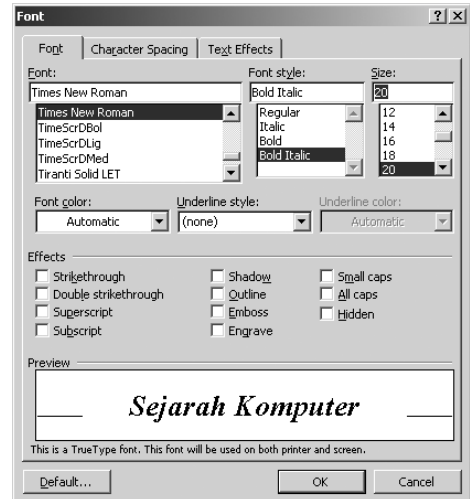 Font
Font Character Spacing Text Effects
Font: Font style: Size:
Times New Roman Bold Italic 20
Times New Roman Regular 12
TimeScrDBol Italic 14
TimeScrDLig Bold 16
TimeScrDMed Bold Italic 18
Tiranti Solid LET 20
Font color: Underline style: Underline color:
Automatic (none) Automatic
Effects
Strikethrough Shadow Small caps
Double strikethrough Outline All caps
Superscript Emboss Hidden
Subscript Engrave
Preview
Sejarah Komputer
This is a TrueType font. This font will be used on both printer and screen.
Default... OK Cancel